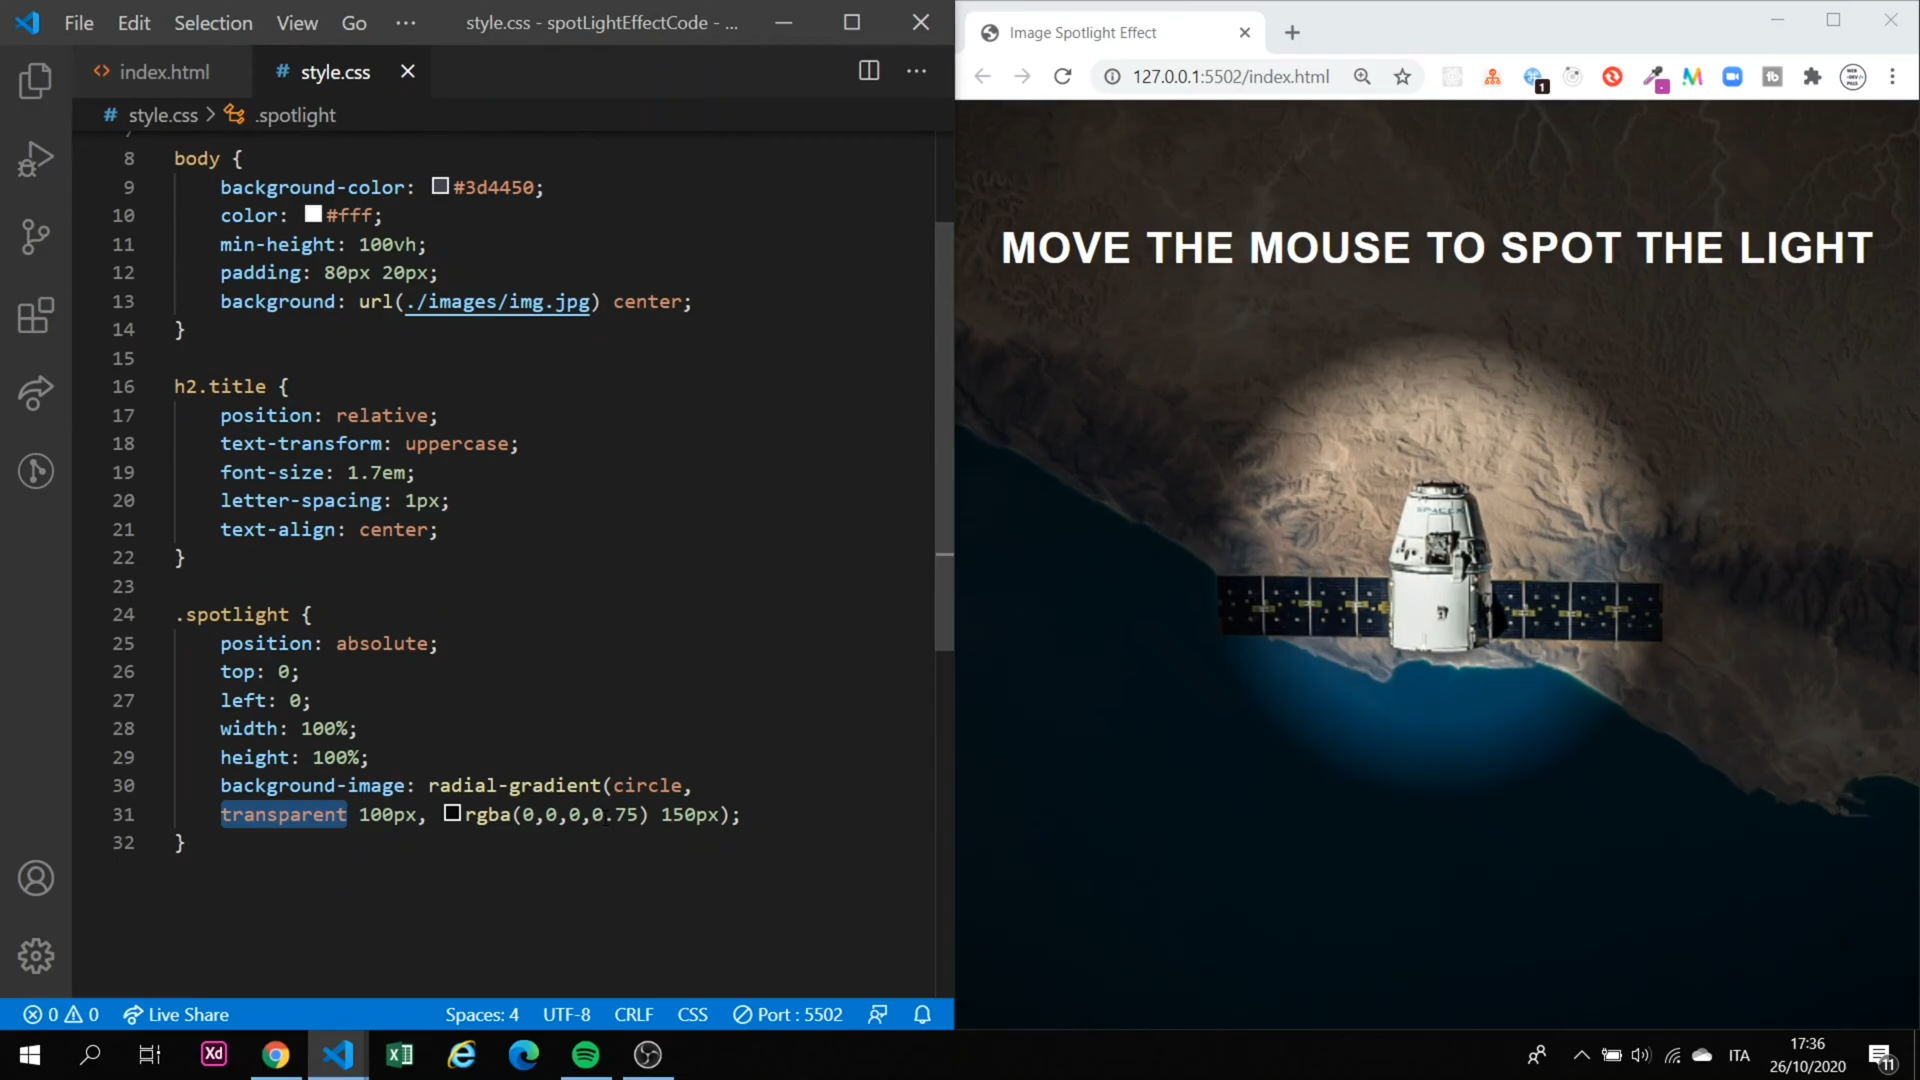 File Edit Selection View Go ··· style.css - spotLightEffectCode - ...
index.html # style.css
# style.css > .spotlight
7
8 body {
9 background-color: #3d4450;
10 color: #fff;
11 min-height: 100vh;
12 padding: 80px 20px;
13 background: url(./images/img.jpg) center;
14 }
15
16 h2.title {
17 position: relative;
18 text-transform: uppercase;
19 font-size: 1.7em;
20 letter-spacing: 1px;
21 text-align: center;
22 }
23
24 .spotlight {
25 position: absolute;
26 top: 0;
27 left: 0;
28 width: 100%;
29 height: 100%;
30 background-image: radial-gradient(circle,
31 transparent 100px, rgba(0,0,0,0.75) 150px);
32 }
0 0 Live Share Spaces: 4 UTF-8 CRLF CSS Port : 5502
Image Spotlight Effect
127.0.0.1:5502/index.html
1
MOVE THE MOUSE TO SPOT THE LIGHT
SPACEX
Xd
ITA
17:36
26/10/2020
11